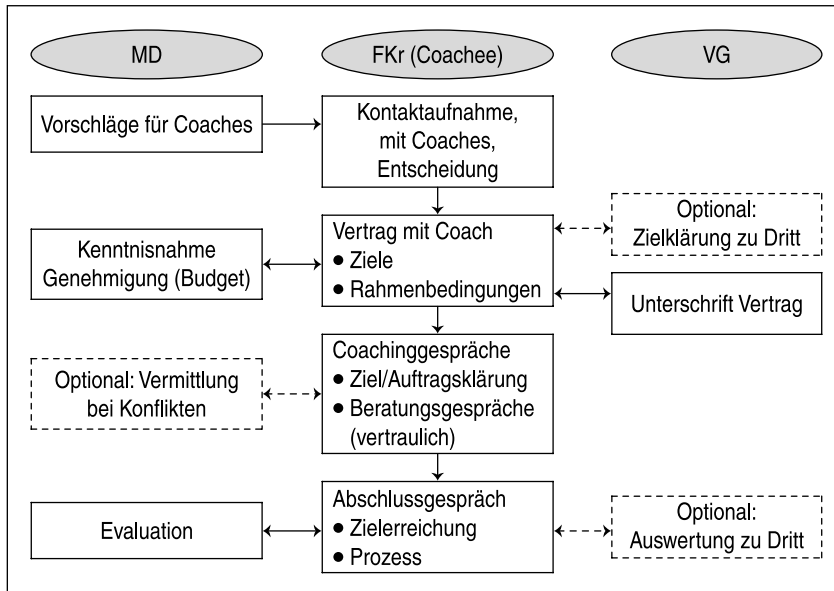 MD
FKr (Coachee)
VG
Vorschläge für Coaches
Kontaktaufnahme,
mit Coaches,
Entscheidung
Vertrag mit Coach
● Ziele
● Rahmenbedingungen
Optional:
Zielklärung zu Dritt
Kenntnisnahme
Genehmigung (Budget)
Unterschrift Vertrag
Coachinggespräche
● Ziel/Auftragsklärung
● Beratungsgespräche
(vertraulich)
Optional: Vermittlung
bei Konflikten
Abschlussgespräch
● Zielerreichung
● Prozess
Evaluation
Optional:
Auswertung zu Dritt